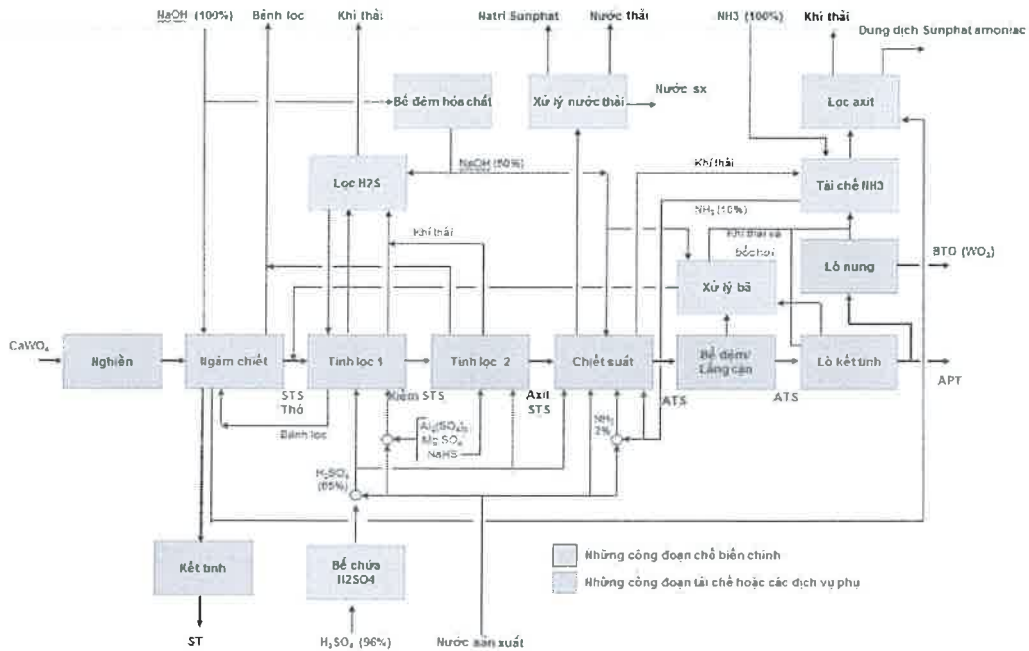 NaOH (100%)
Bánh lọc
Khí thải
Natri Sunphat
Nước thải
NH3 (100%)
Khí thải
Dung dịch Sunphat amoniac
Bể đệm hóa chất
Xử lý nước thải
Nước sx
Lọc axit
NaOH (50%)
Khí thải
Lọc H2S
Tái chế NH3
NH3 (10%)
Khí thải
Khí thải và
bốc hơi
BTO (WO3)
Lò nung
Xử lý bã
CaWO4
Nghiền
Ngâm chiết
Tinh lọc 1
Tinh lọc 2
Chiết suất
Bể đệm/
Lắng cặn
Lò kết tinh
APT
STS
Thô
Kiềm STS
Axit
STS
ATS
ATS
Bánh lọc
Al2(SO4)3
Mg SO4
NaHS
NH3
2%
H2SO4
(65%)
Kết tinh
Bể chứa
H2SO4
Những công đoạn chế biến chính
Những công đoạn tái chế hoặc các dịch vụ phụ
ST
H2SO4 (96%)
Nước sản xuất